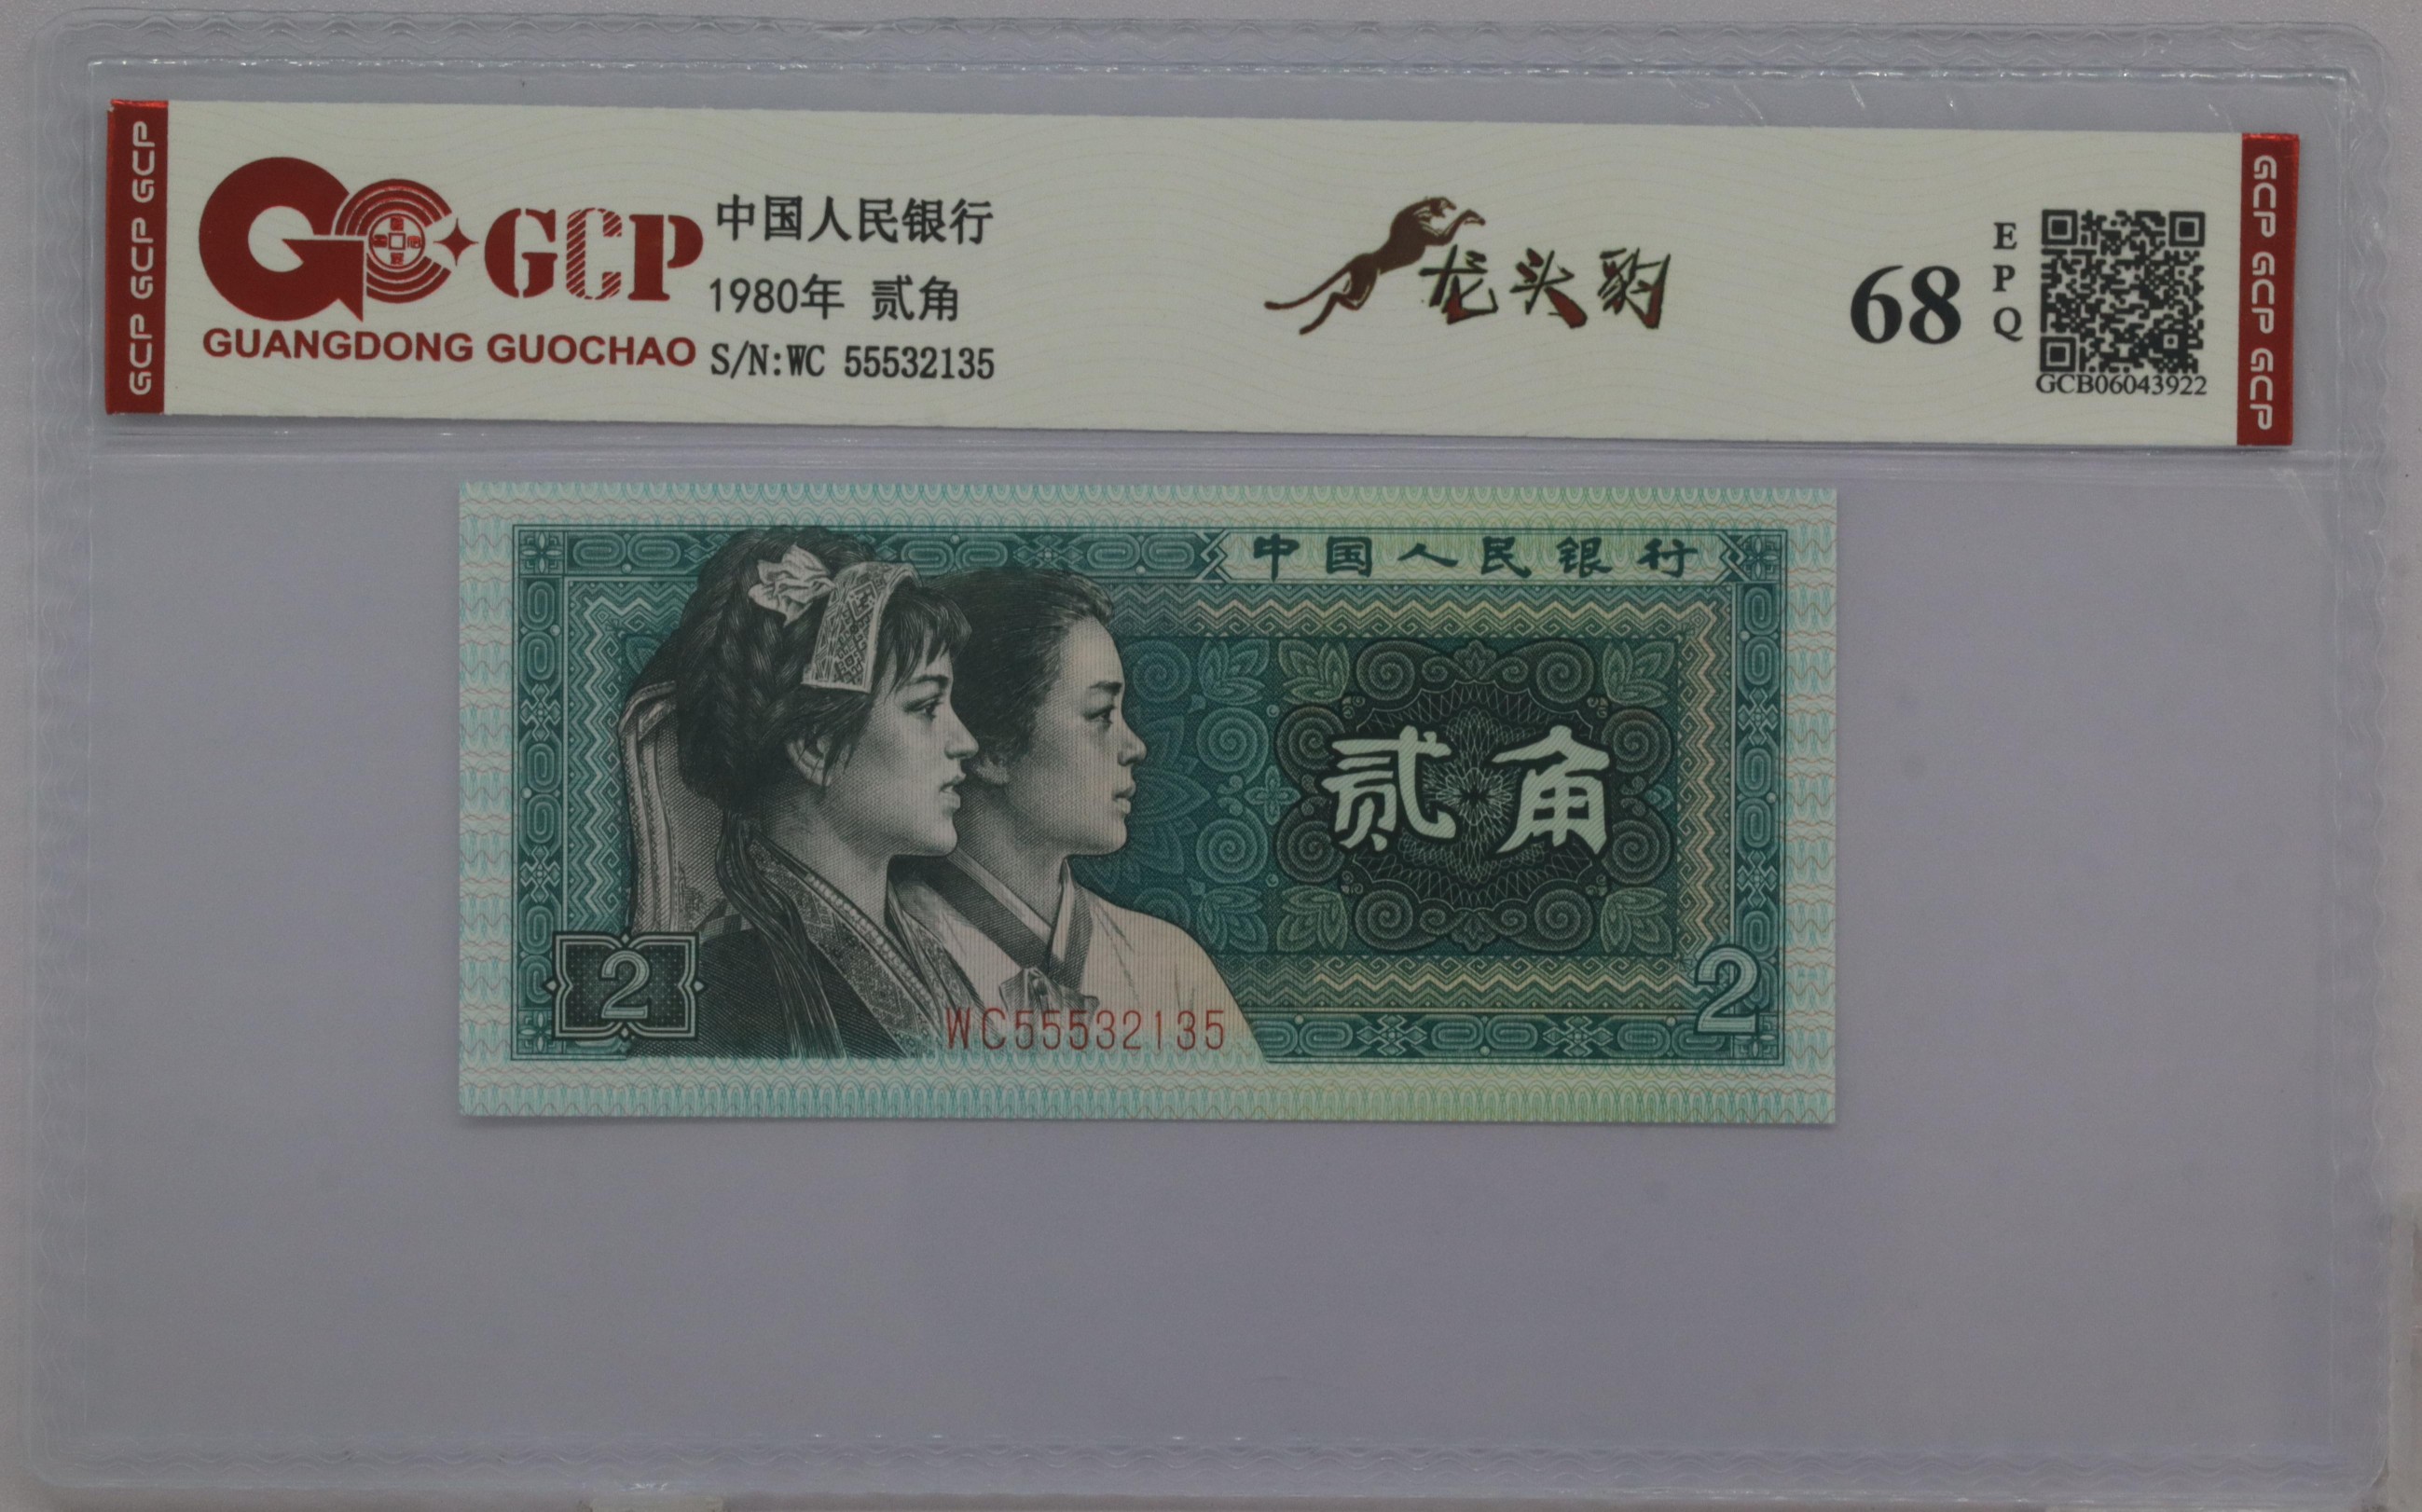 GCP GCP GCP
GCP
GUANGDONG GUOCHAO
中国人民银行
1980年 贰角
S/N:WC 55532135
龙头豹
68
EPQ
GCB06043922
GCP GCP GCP
中国人民银行
贰角
2
2
WC55532135